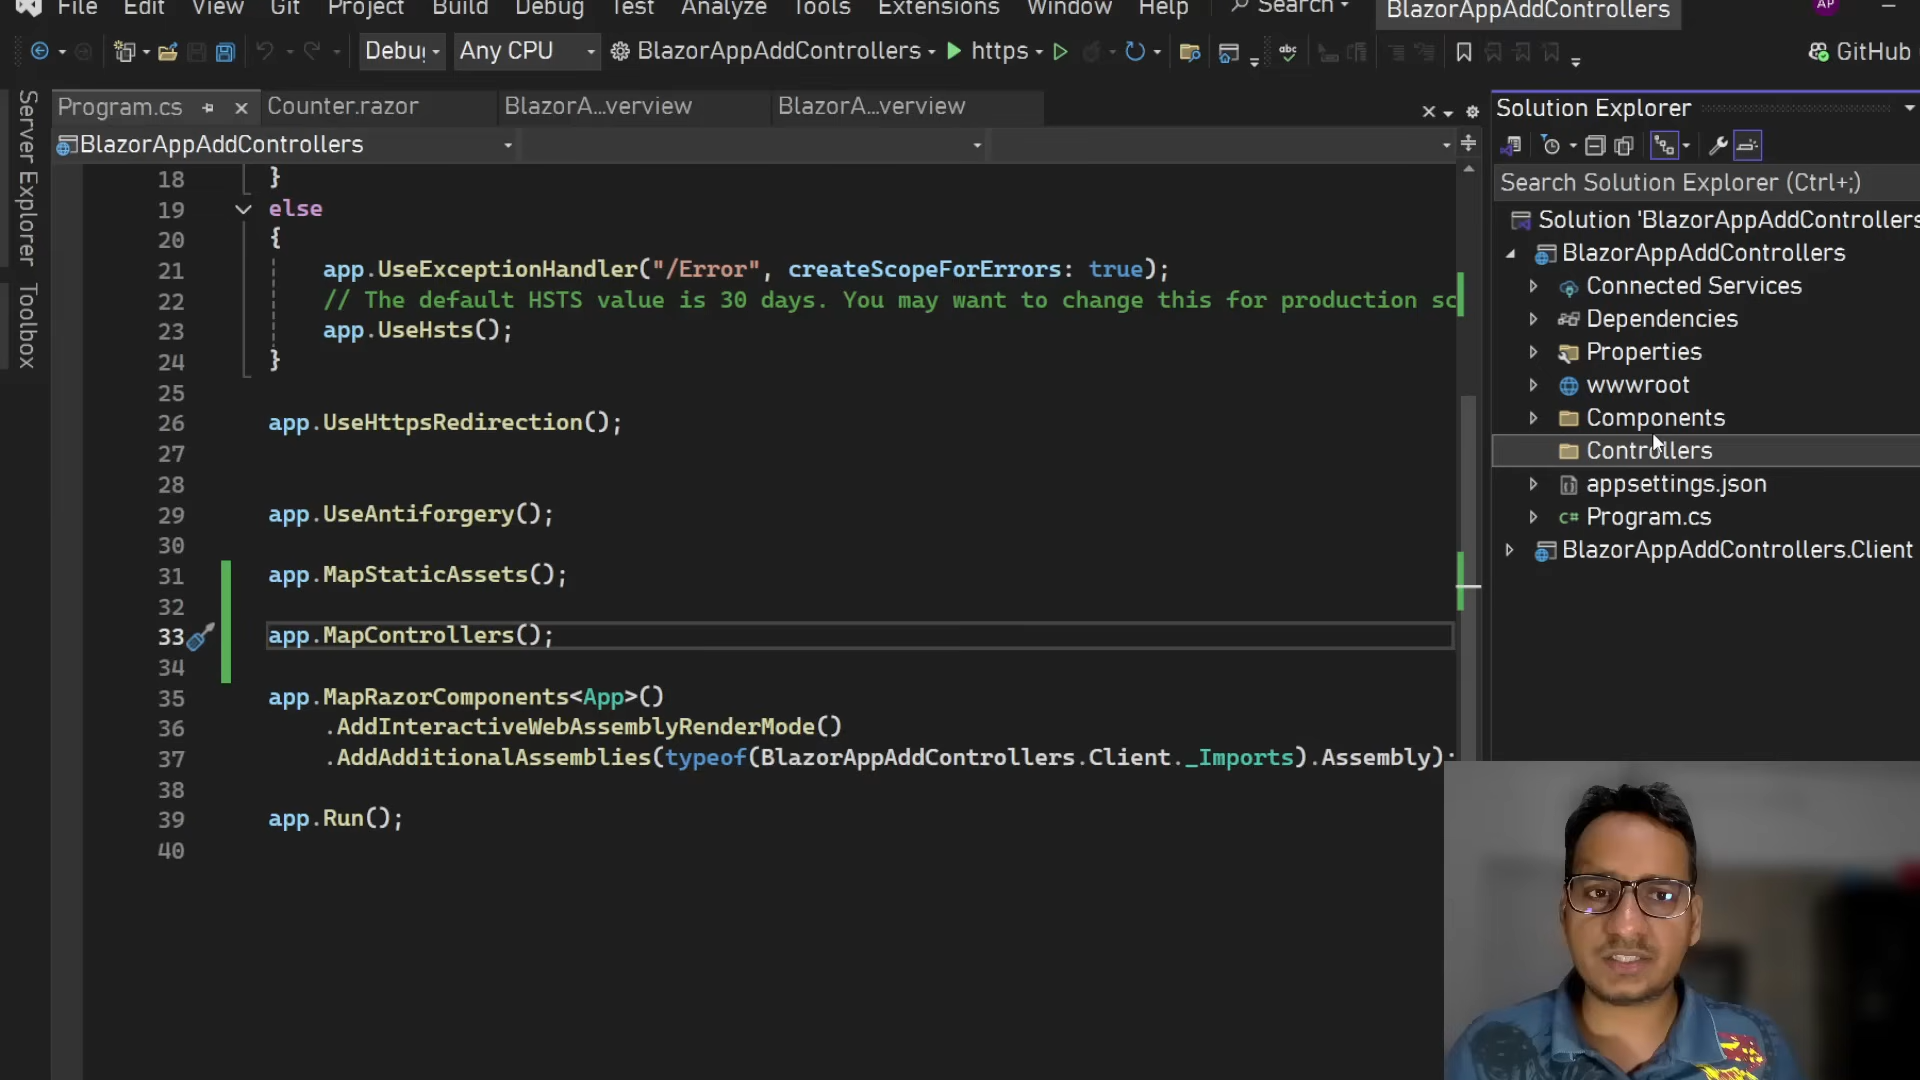 File Edit View Git Project Build Debug Test Analyze Tools Extensions Window Help Search BlazorAppAddControllers AP
Debug Any CPU BlazorAppAddControllers https abc GitHub
Server Explorer
Toolbox
Program.cs Counter.razor BlazorA...verview BlazorA...verview
BlazorAppAddControllers
18 }
19 else
20 {
21 app.UseExceptionHandler("/Error", createScopeForErrors: true);
22 // The default HSTS value is 30 days. You may want to change this for production sc
23 app.UseHsts();
24 }
25
26 app.UseHttpsRedirection();
27
28
29 app.UseAntiforgery();
30
31 app.MapStaticAssets();
32
33 app.MapControllers();
34
35 app.MapRazorComponents<App>()
36 .AddInteractiveWebAssemblyRenderMode()
37 .AddAdditionalAssemblies(typeof(BlazorAppAddControllers.Client._Imports).Assembly);
38
39 app.Run();
40
Solution Explorer
Search Solution Explorer (Ctrl+;)
Solution 'BlazorAppAddControllers
BlazorAppAddControllers
Connected Services
Dependencies
Properties
wwwroot
Components
Controllers
appsettings.json
C# Program.cs
BlazorAppAddControllers.Client